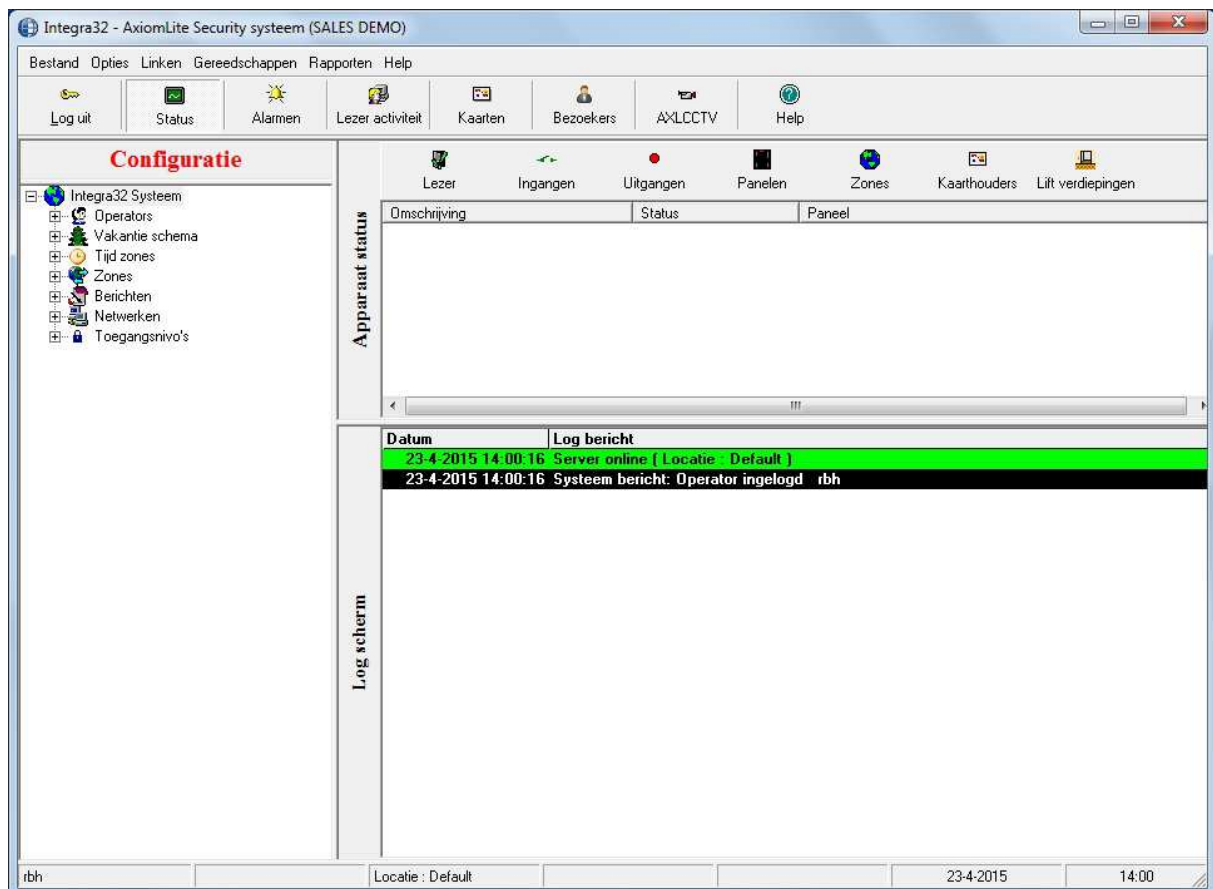 Integra32 - AxiomLite Security systeem (SALES DEMO)
Bestand Opties Linken Gereedschappen Rapporten Help
Log uit Status Alarmen Lezer activiteit Kaarten Bezoekers AXLCCTV Help
Configuratie
Integra32 Systeem
Operators
Vakantie schema
Tijd zones
Zones
Berichten
Netwerken
Toegangsnivo's
Apparaat status
Lezer Ingangen Uitgangen Panelen Zones Kaarthouders Lift verdiepingen
Omschrijving Status Paneel
Log scherm
Datum Log bericht
23-4-2015 14:00:16 Server online ( Locatie : Default )
23-4-2015 14:00:16 Systeem bericht: Operator ingelogd rbh
rbh Locatie : Default 23-4-2015 14:00